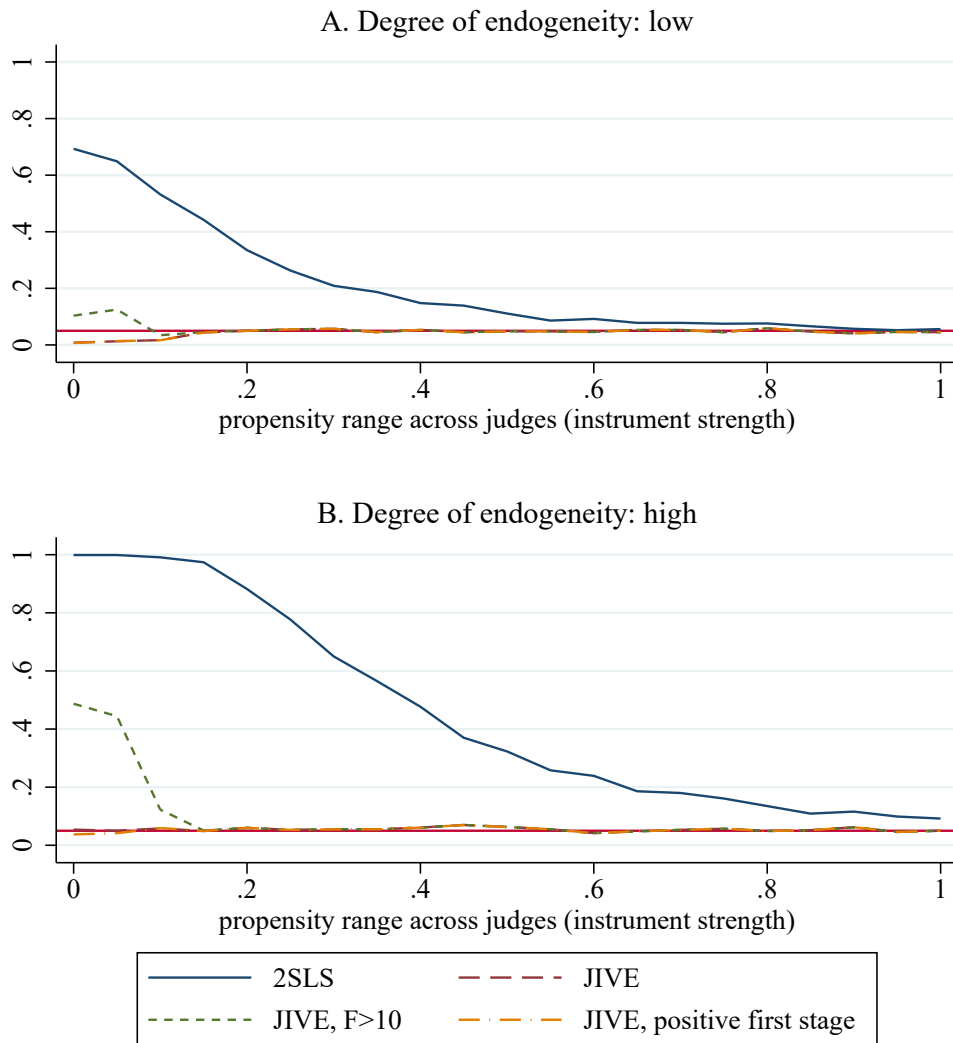 A. Degree of endogeneity: low
1
.8
.6
.4
.2
0
0 .2 .4 .6 .8 1
propensity range across judges (instrument strength)
B. Degree of endogeneity: high
1
.8
.6
.4
.2
0
0 .2 .4 .6 .8 1
propensity range across judges (instrument strength)
2SLS JIVE
JIVE, F>10 JIVE, positive first stage